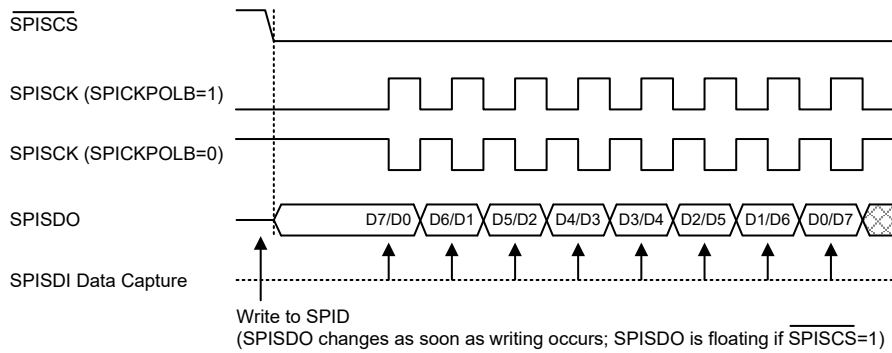 SPISCS
SPISCK (SPICKPOLB=1)
SPISCK (SPICKPOLB=0)
SPISDO D7/D0 D6/D1 D5/D2 D4/D3 D3/D4 D2/D5 D1/D6 D0/D7
SPISDI Data Capture
Write to SPID
(SPISDO changes as soon as writing occurs; SPISDO is floating if SPISCS=1)